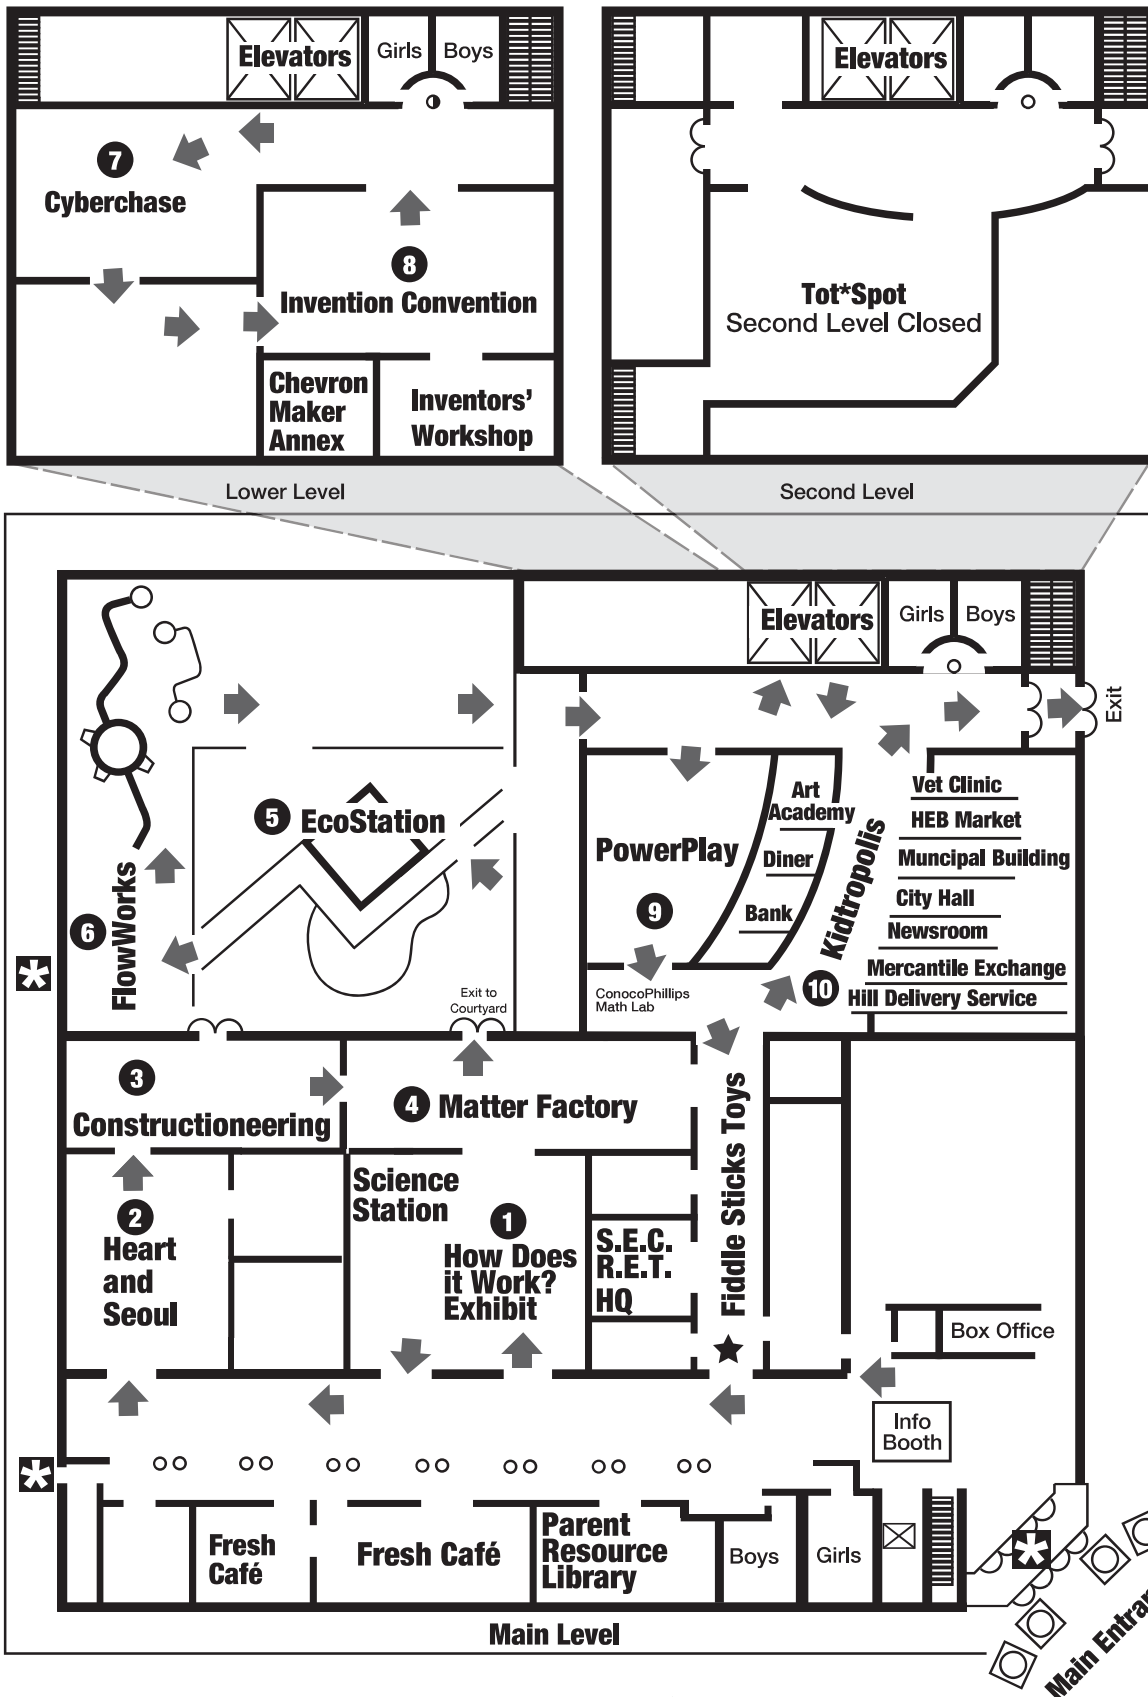 Elevators
Girls
Boys
7
Cyberchase
8
Invention Convention
Chevron
Maker
Annex
Inventors'
Workshop
Lower Level
Elevators
Tot*Spot
Second Level Closed
Second Level
Elevators
Girls
Boys
Exit
5 EcoStation
6
FlowWorks
PowerPlay
9
Art
Academy
Diner
Bank
Kidtropolis
10
Vet Clinic
HEB Market
Muncipal Building
City Hall
Newsroom
Mercantile Exchange
Hill Delivery Service
ConocoPhillips
Math Lab
Exit to
Courtyard
3
Constructioneering
4 Matter Factory
Fiddle Sticks Toys
2
Heart
and
Seoul
Science
Station
1
How Does
it Work?
Exhibit
S.E.C.
R.E.T.
HQ
Box Office
Info
Booth
Fresh
Café
Fresh Café
Parent
Resource
Library
Boys
Girls
Main Level
Main